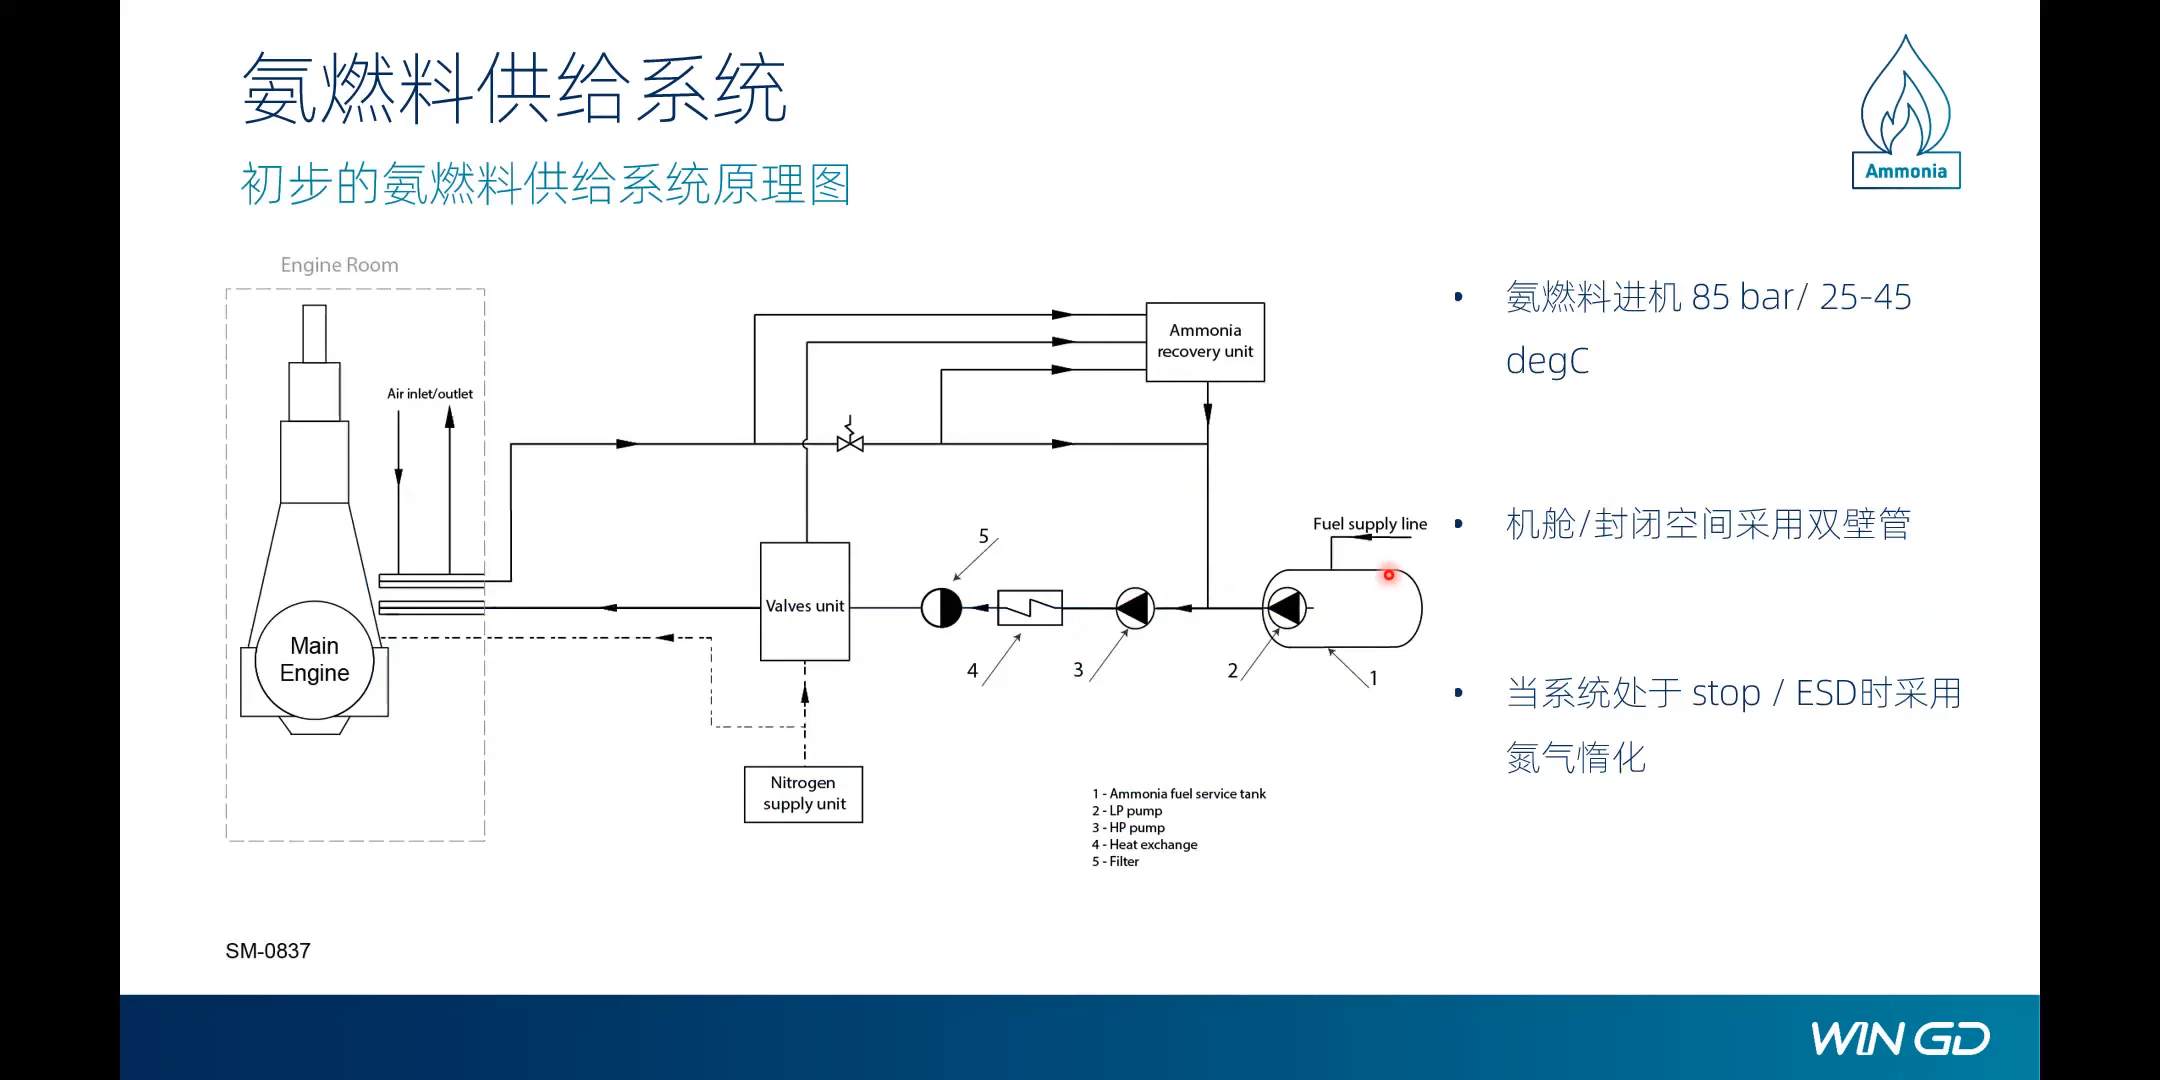 氨燃料供给系统
初步的氨燃料供给系统原理图
Ammonia
Engine Room
Air inlet/outlet
Main
Engine
Ammonia
recovery unit
Valves unit
Nitrogen
supply unit
Fuel supply line
5
4
3
2
1
1 - Ammonia fuel service tank
2 - LP pump
3 - HP pump
4 - Heat exchange
5 - Filter
• 氨燃料进机 85 bar/ 25-45
degC
• 机舱/封闭空间采用双壁管
• 当系统处于 stop / ESD时采用
氮气惰化
SM-0837
WIN GD